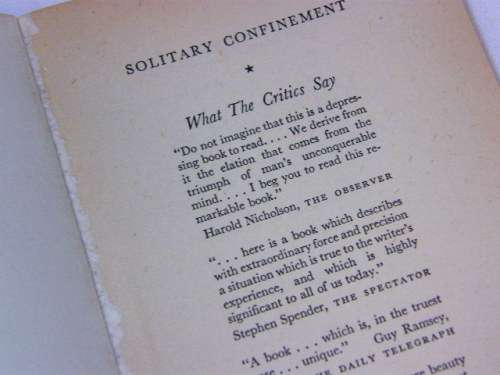 SOLITARY CONFINEMENT
★
What The Critics Say
“Do not imagine that this is a depres-
sing book to read. . . . We derive from
it the elation that comes from the
triumph of man's unconquerable
mind. . . . I beg you to read this re-
markable book.”
Harold Nicholson, THE OBSERVER
“. . . here is a book which describes
with extraordinary force and precision
a situation which is true to the writer's
experience, and which is highly
significant to all of us today.”
Stephen Spender, THE SPECTATOR
“A book . . . which is, in the truest
. . . unique.” Guy Ramsey,
DAILY TELEGRAPH
beauty